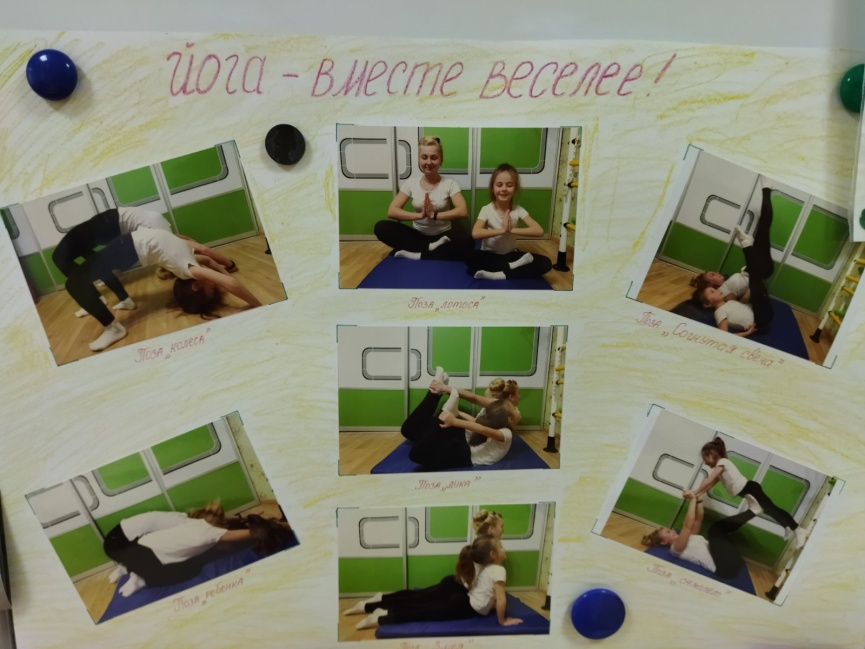 йога - вместе веселее!
Поза „лотоса"
Поза „колеса"
Поза „Согнутая свеча"
Поза „лука"
Поза „ребенка"
Поза „самолет"